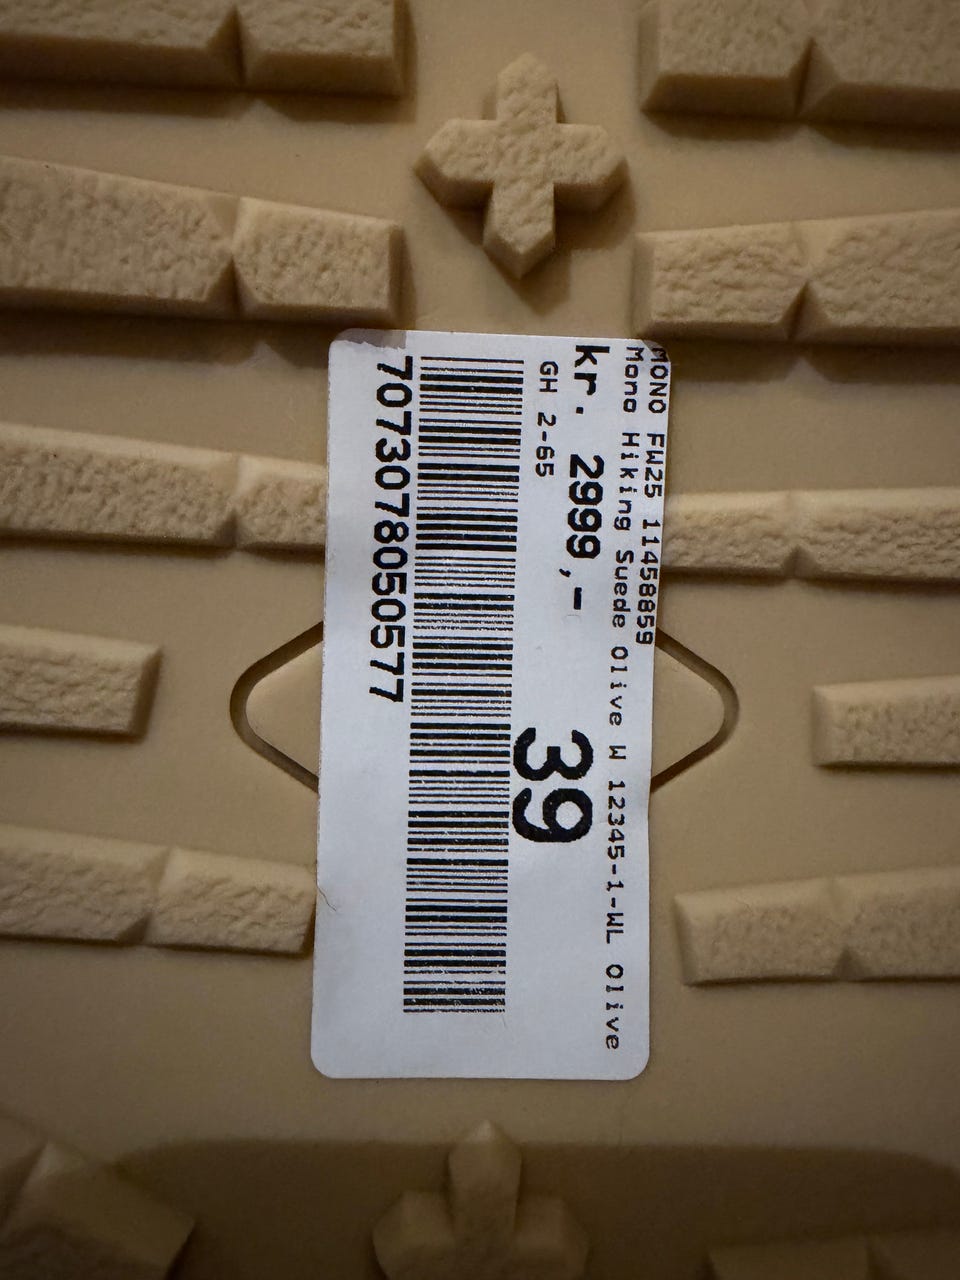 MONO FW25 11458859
Mono Hiking Suede Olive W 12345-1-WL Olive
kr. 2999,-
39
GH 2-65
7073078050577